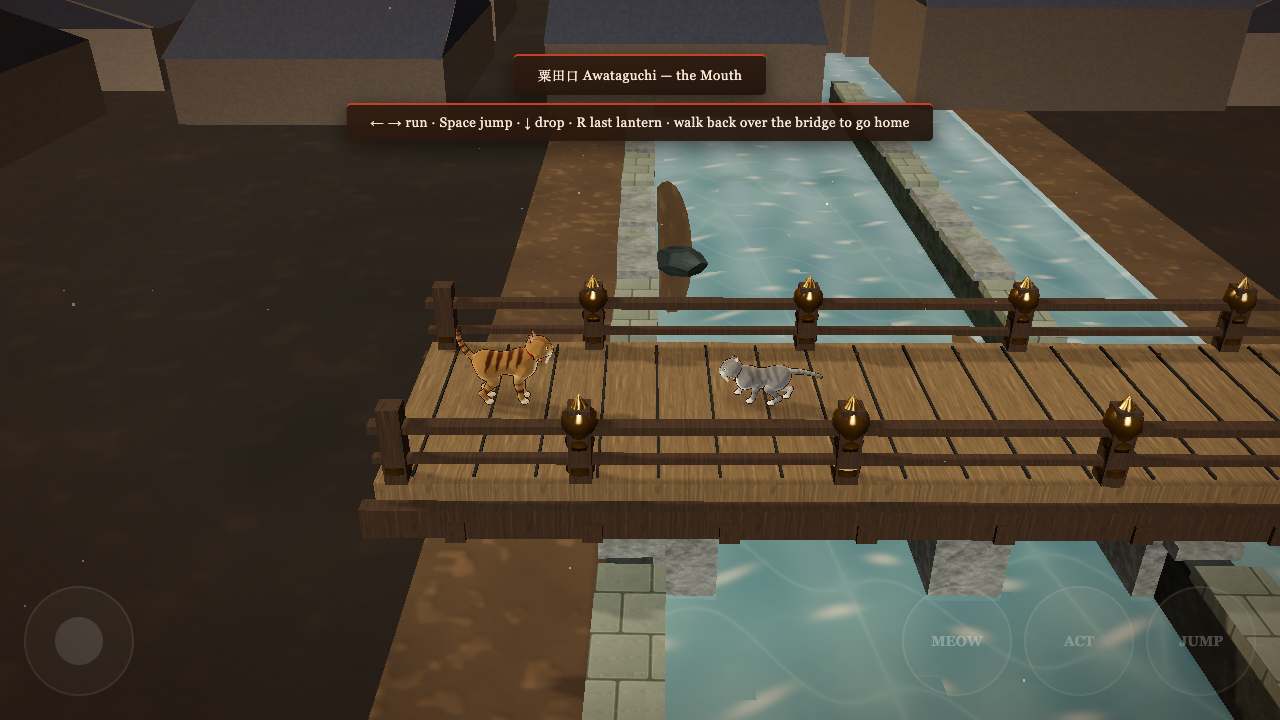 粟田口 Awataguchi — the Mouth
← → run · Space jump · ↓ drop · R last lantern · walk back over the bridge to go home
MEOW
ACT
JUMP